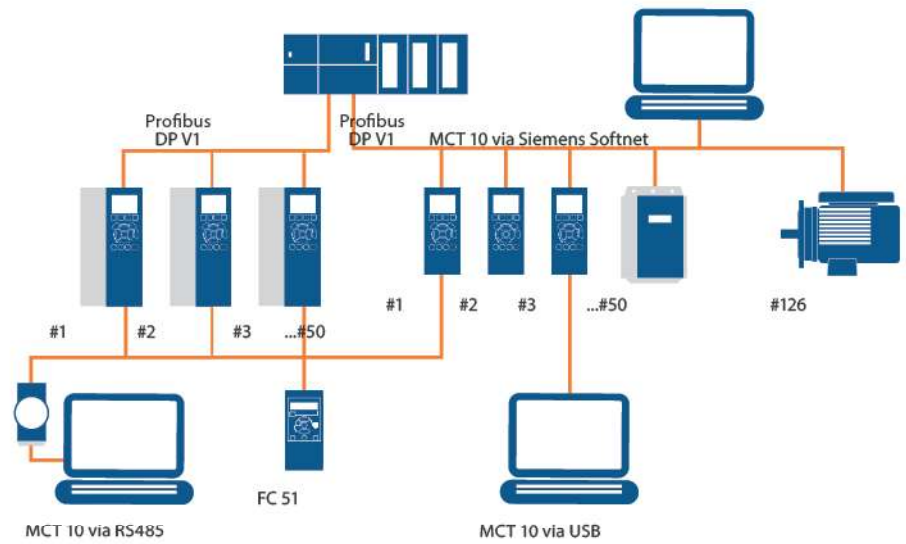 Profibus
DP V1
Profibus
DP V1
MCT 10 via Siemens Softnet
#1
#2
#3
...#50
#1
#2
#3
...#50
#126
FC 51
MCT 10 via RS485
MCT 10 via USB